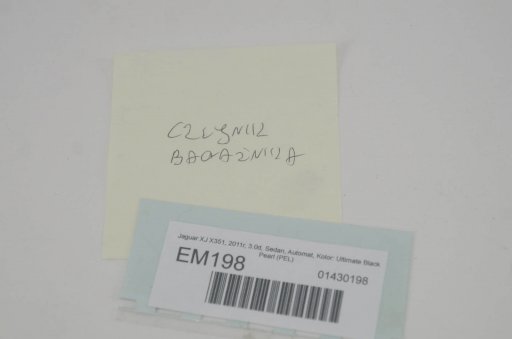 CZUJNIK
BAGAŻNIKA
Jaguar XJ X351, 2011r, 3.0d, Sedan, Automat, Kolor: Ultimate Black
Pearl (PEL)
EM198
01430198